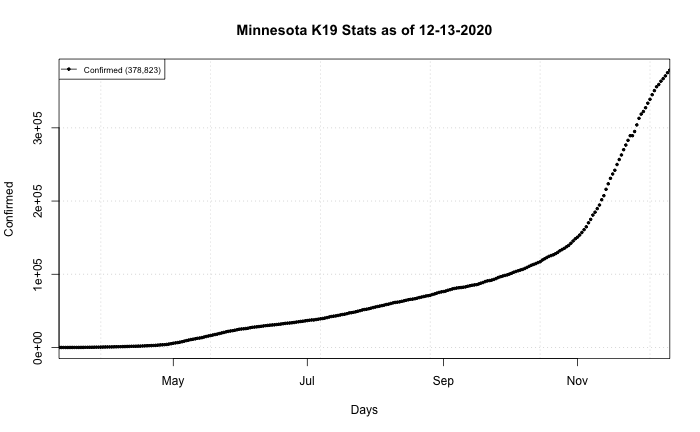 Minnesota K19 Stats as of 12-13-2020
Confirmed (378,823)
3e+05
2e+05
1e+05
0e+00
Confirmed
May Jul Sep Nov
Days